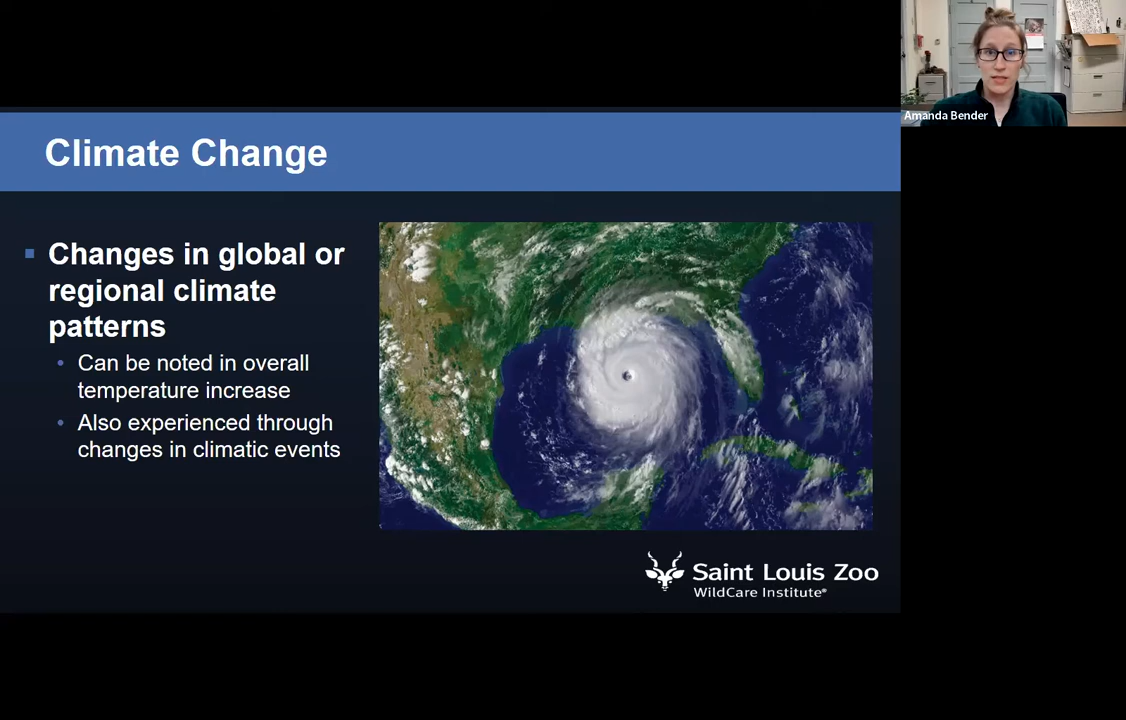 Amanda Bender
Climate Change
Changes in global or
regional climate
patterns
Can be noted in overall
temperature increase
Also experienced through
changes in climatic events
Saint Louis Zoo
WildCare Institute®